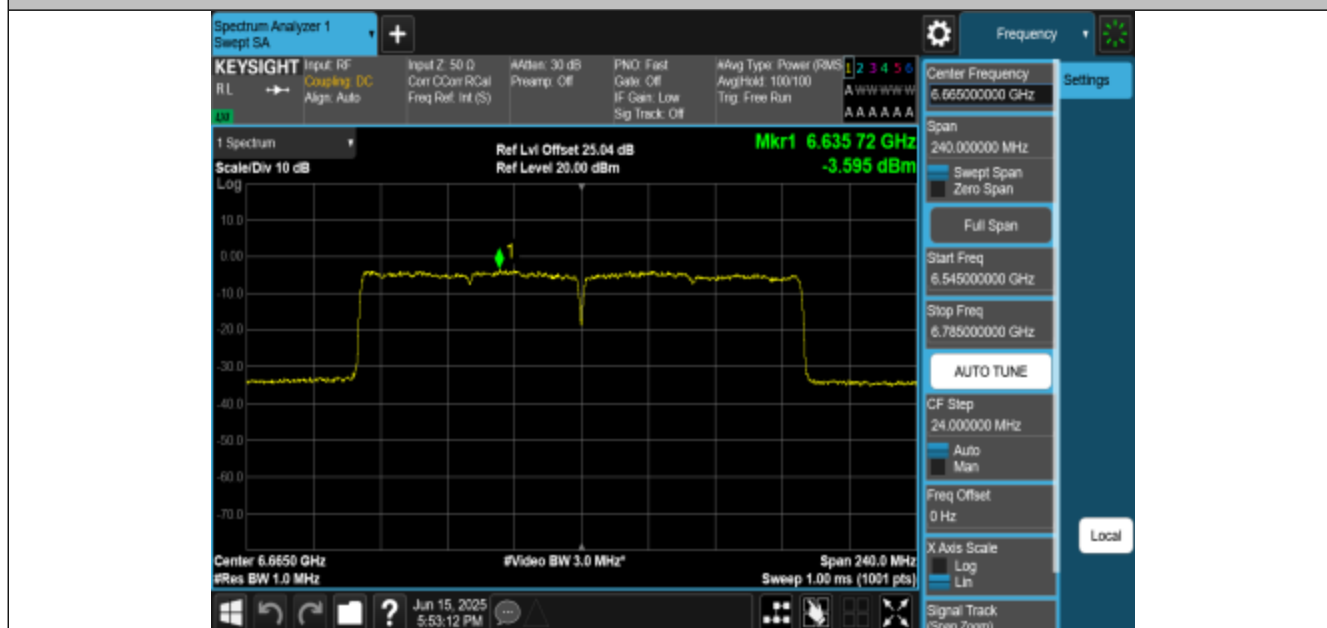 Spectrum Analyzer 1
Swept SA
+
Frequency
KEYSIGHT
RL
Input: RF
Coupling: DC
Align: Auto
Input Z: 50 Ω
Corr CCorr RCal
Freq Ref: Int (S)
#Atten: 30 dB
Preamp: Off
PNO: Fast
Gate: Off
IF Gain: Low
Sig Track: Off
#Avg Type: Power (RMS
Avg|Hold: 100/100
Trig: Free Run
1 2 3 4 5 6
A W W W W W
A A A A A A
1 Spectrum
Scale/Div 10 dB
Log
Ref Lvl Offset 25.04 dB
Ref Level 20.00 dBm
Mkr1 6.635 72 GHz
-3.595 dBm
10.0
0.00
-10.0
-20.0
-30.0
-40.0
-50.0
-60.0
-70.0
1
Center 6.6650 GHz
#Res BW 1.0 MHz
#Video BW 3.0 MHz*
Span 240.0 MHz
Sweep 1.00 ms (1001 pts)
Center Frequency
6.665000000 GHz
Settings
Span
240.000000 MHz
Swept Span
Zero Span
Full Span
Start Freq
6.545000000 GHz
Stop Freq
6.785000000 GHz
AUTO TUNE
CF Step
24.000000 MHz
Auto
Man
Freq Offset
0 Hz
X Axis Scale
Log
Lin
Local
Signal Track
(Span Zoom)
?
Jun 15, 2025
5:53:12 PM